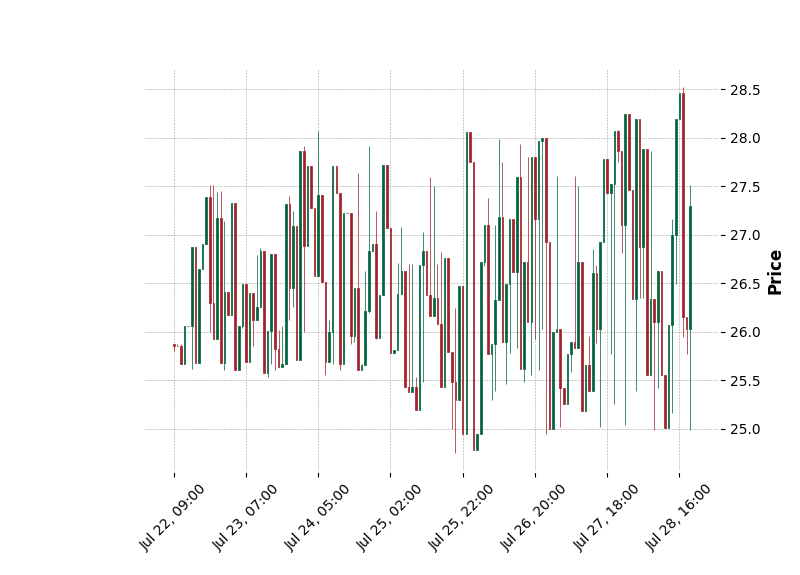 28.5
28.0
27.5
27.0
26.5
26.0
25.5
25.0
Price
Jul 22, 09:00
Jul 23, 07:00
Jul 24, 05:00
Jul 25, 02:00
Jul 25, 22:00
Jul 26, 20:00
Jul 27, 18:00
Jul 28, 16:00